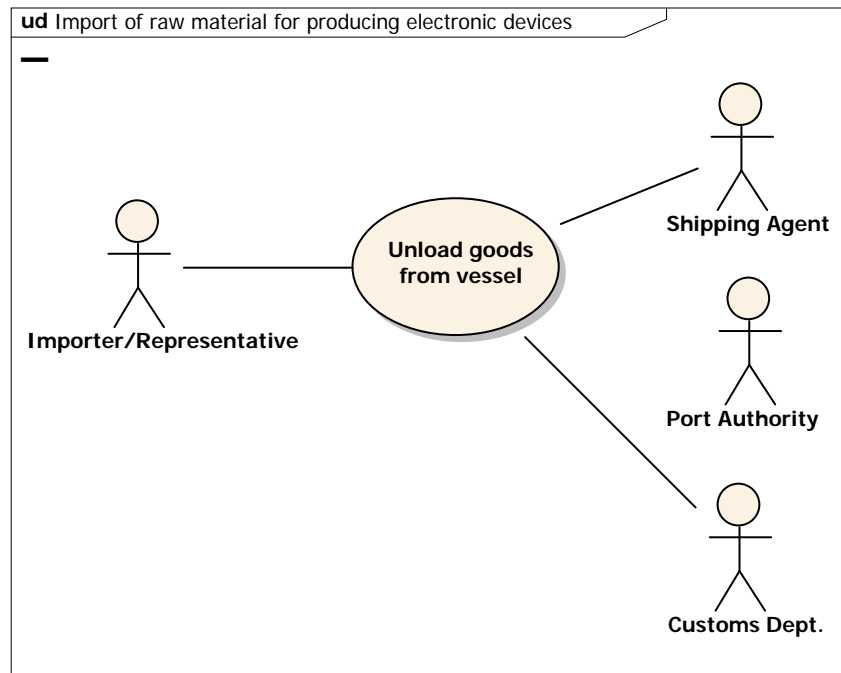 ud Import of raw material for producing electronic devices
Shipping Agent
Unload goods
from vessel
Importer/Representative
Port Authority
Customs Dept.